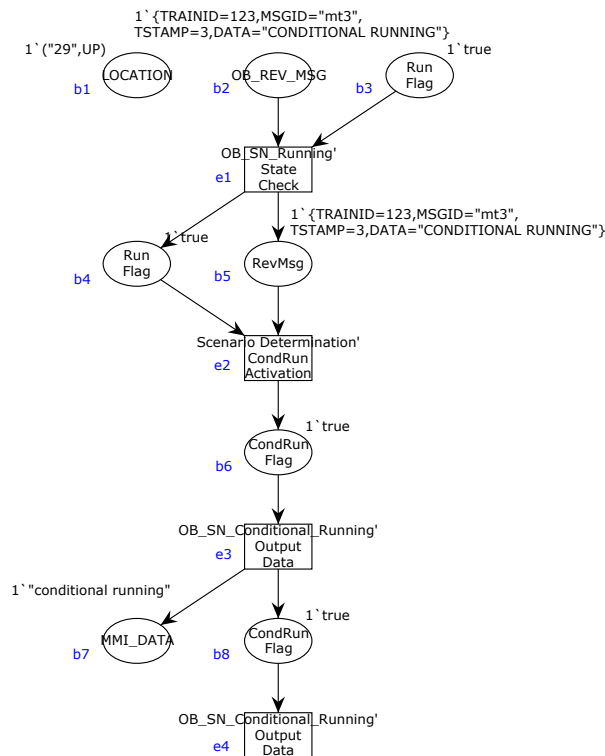 1`{TRAINID=123,MSGID="mt3",
TSTAMP=3,DATA="CONDITIONAL RUNNING"}
1`("29",UP)
1`true
LOCATION
OB_REV_MSG
Run
Flag
b1
b2
b3
OB_SN_Running'
State
Check
e1
1`{TRAINID=123,MSGID="mt3",
TSTAMP=3,DATA="CONDITIONAL RUNNING"}
1`true
Run
Flag
RevMsg
b4
b5
Scenario Determination'
CondRun
Activation
e2
1`true
CondRun
Flag
b6
OB_SN_Conditional_Running'
Output
Data
e3
1`"conditional running"
1`true
MMI_DATA
CondRun
Flag
b7
b8
OB_SN_Conditional_Running'
Output
Data
e4